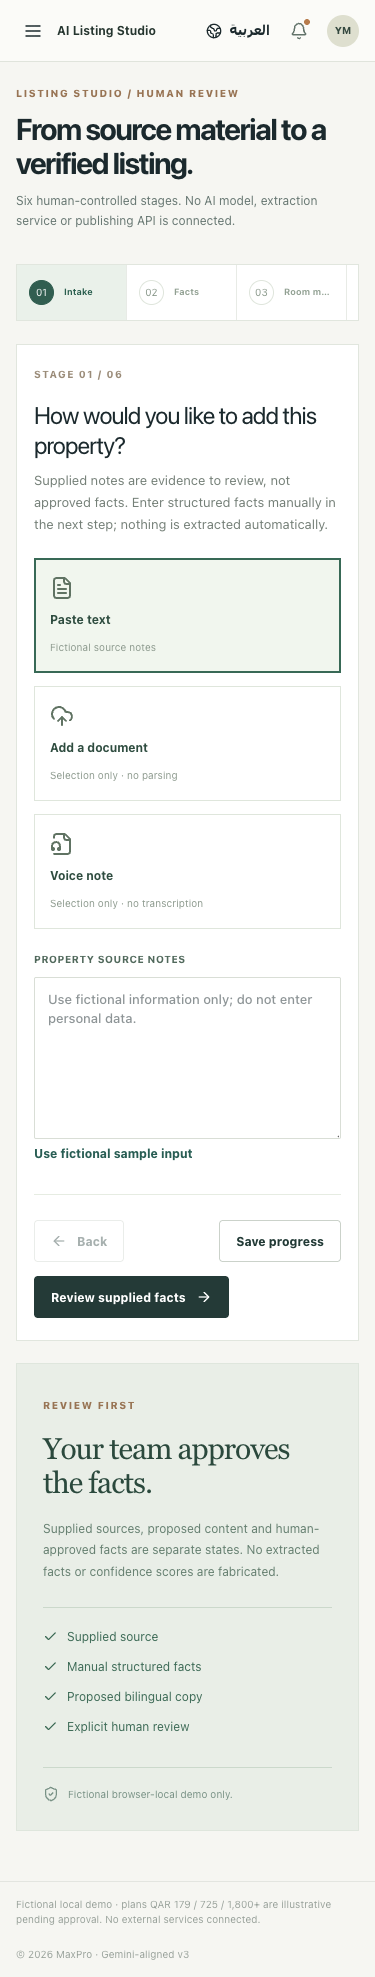 AI Listing Studio
العربية
YM
LISTING STUDIO / HUMAN REVIEW
From source material to a
verified listing.
Six human-controlled stages. No AI model, extraction
service or publishing API is connected.
01 Intake
02 Facts
03 Room m...
STAGE 01 / 06
How would you like to add this
property?
Supplied notes are evidence to review, not
approved facts. Enter structured facts manually in
the next step; nothing is extracted automatically.
Paste text
Fictional source notes
Add a document
Selection only · no parsing
Voice note
Selection only · no transcription
PROPERTY SOURCE NOTES
Use fictional information only; do not enter
personal data.
Use fictional sample input
Back
Save progress
Review supplied facts
REVIEW FIRST
Your team approves
the facts.
Supplied sources, proposed content and human-
approved facts are separate states. No extracted
facts or confidence scores are fabricated.
Supplied source
Manual structured facts
Proposed bilingual copy
Explicit human review
Fictional browser-local demo only.
Fictional local demo · plans QAR 179 / 725 / 1,800+ are illustrative
pending approval. No external services connected.
© 2026 MaxPro · Gemini-aligned v3